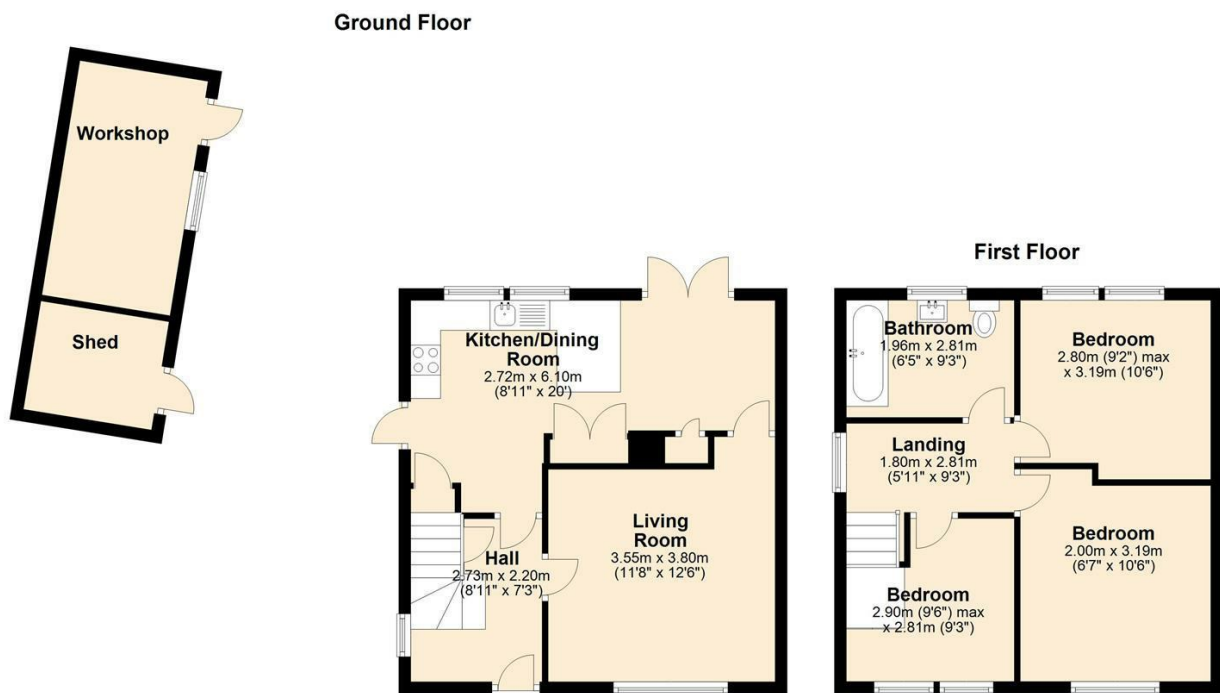 Ground Floor
Workshop
Shed
Kitchen/Dining
Room
2.72m x 6.10m
(8'11" x 20')
Living
Room
3.55m x 3.80m
(11'8" x 12'6")
Hall
2.73m x 2.20m
(8'11" x 7'3")
First Floor
Bathroom
1.96m x 2.81m
(6'5" x 9'3")
Bedroom
2.80m (9'2") max
x 3.19m (10'6")
Landing
1.80m x 2.81m
(5'11" x 9'3")
Bedroom
2.00m x 3.19m
(6'7" x 10'6")
Bedroom
2.90m (9'6") max
x 2.81m (9'3")